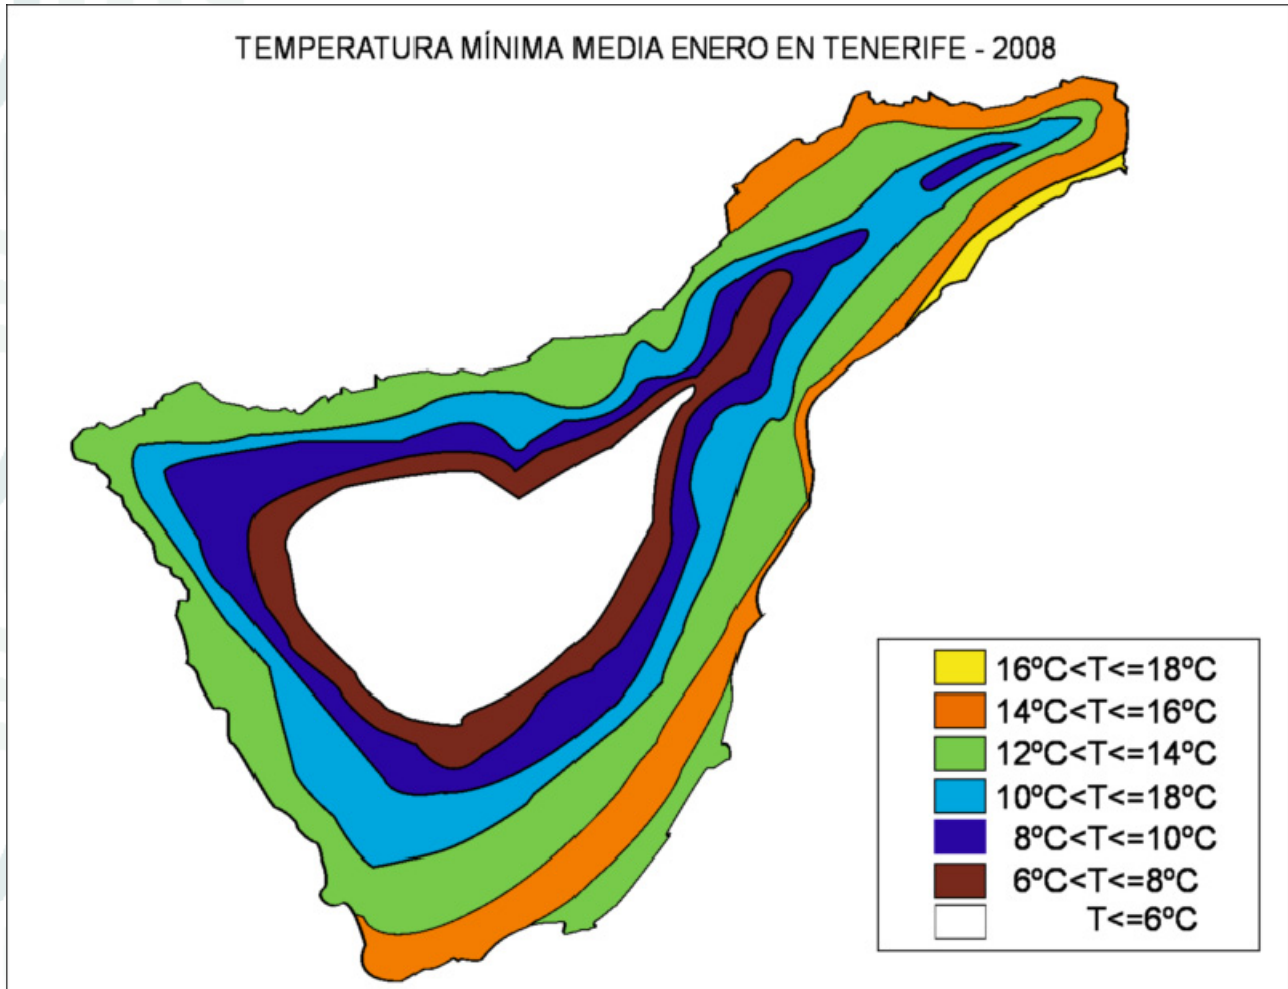 TEMPERATURA MÍNIMA MEDIA ENERO EN TENERIFE - 2008
16ºC<T<=18ºC
14ºC<T<=16ºC
12ºC<T<=14ºC
10ºC<T<=18ºC
8ºC<T<=10ºC
6ºC<T<=8ºC
T<=6ºC